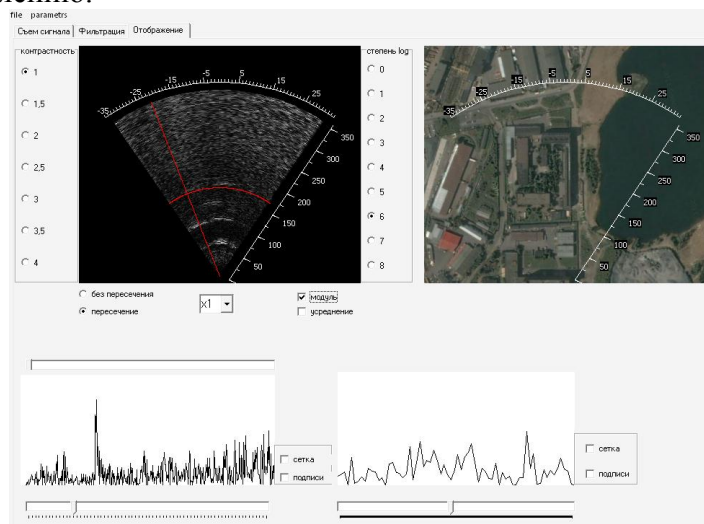 file parametrs
Съем сигнала Фильтрация Отображение
контрастность
1
1,5
2
2,5
3
3,5
4
-35 -25 -15 -5 5 15 25
350
300
250
200
150
100
50
степень log
0
1
2
3
4
5
6
7
8
-35 -25 -15 -5 5 15 25
350
300
250
200
150
100
50
без пересечения
пересечение
x1
модуль
усреднение
сетка
подписи
сетка
подписи